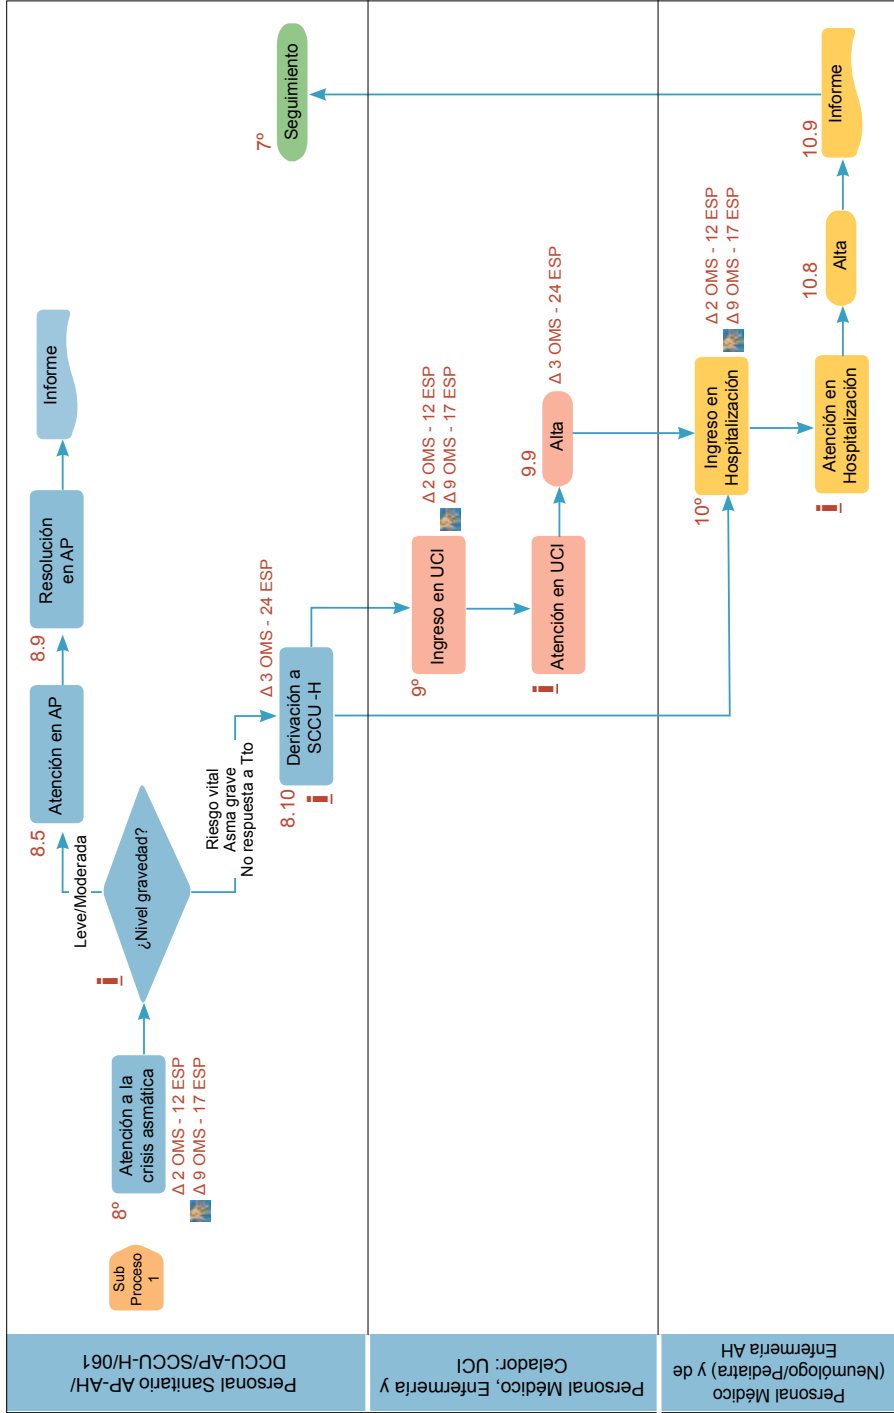 Personal Sanitario AP-AH/
DCCU-AP/SCCU-H/061
Sub
Proceso
1
8º
Atención a la
crisis asmática
Δ 2 OMS - 12 ESP
Δ 9 OMS - 17 ESP
i
¿Nivel gravedad?
Leve/Moderada
8.5
Atención en AP
8.9
Resolución
en AP
Informe
Riesgo vital
Asma grave
No respuesta a Tto
Δ 3 OMS - 24 ESP
8.10
i
Derivación a
SCCU -H
7º
Seguimiento
Personal Médico, Enfermería y
Celador: UCI
9º
Ingreso en UCI
Δ 2 OMS - 12 ESP
Δ 9 OMS - 17 ESP
i
Atención en UCI
9.9
Alta
Δ 3 OMS - 24 ESP
Personal Médico
(Neumólogo/Pediatra) y de
Enfermería AH
10º
Ingreso en
Hospitalización
Δ 2 OMS - 12 ESP
Δ 9 OMS - 17 ESP
i
Atención en
Hospitalización
10.8
Alta
10.9
Informe